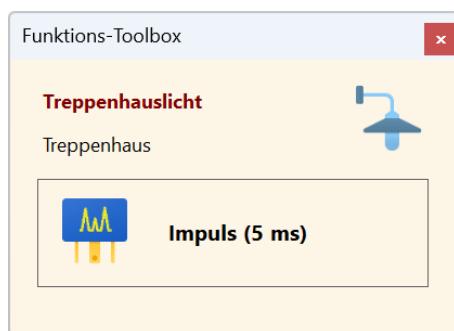 Funktions-Toolbox
Treppenhauslicht
Treppenhaus
Impuls (5 ms)